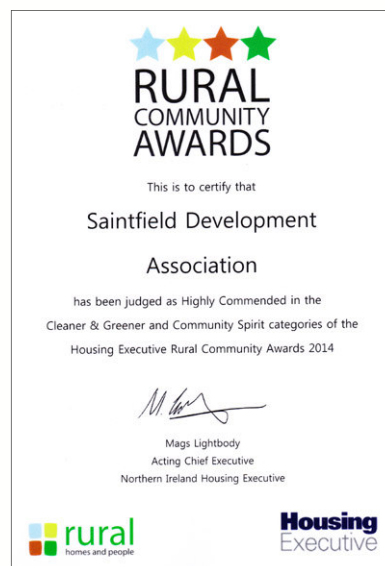 RURAL
COMMUNITY
AWARDS
This is to certify that
Saintfield Development
Association
has been judged as Highly Commended in the
Cleaner & Greener and Community Spirit categories of the
Housing Executive Rural Community Awards 2014
Mags Lightbody
Acting Chief Executive
Northern Ireland Housing Executive
rural
homes and people
Housing
Executive